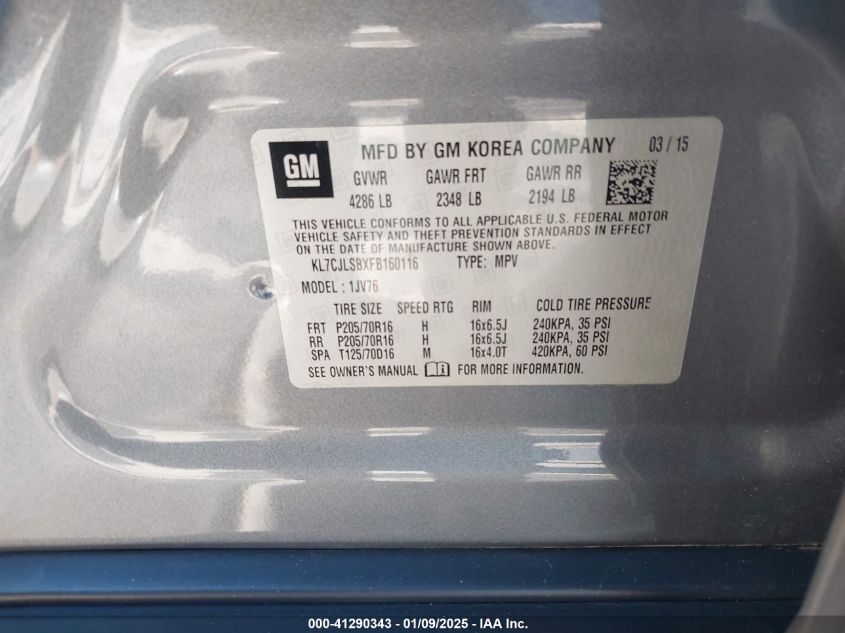 GM MFD BY GM KOREA COMPANY 03/15
GVWR GAWR FRT GAWR RR
4286 LB 2348 LB 2194 LB
THIS VEHICLE CONFORMS TO ALL APPLICABLE U.S. FEDERAL MOTOR
VEHICLE SAFETY AND THEFT PREVENTION STANDARDS IN EFFECT
ON THE DATE OF MANUFACTURE SHOWN ABOVE.
KL7CJLSBXFB160116 TYPE: MPV
MODEL : 1JV76
TIRE SIZE SPEED RTG RIM COLD TIRE PRESSURE
FRT P205/70R16 H 16x6.5J 240KPA, 35 PSI
RR P205/70R16 H 16x6.5J 240KPA, 35 PSI
SPA T125/70D16 M 16x4.0T 420KPA, 60 PSI
SEE OWNER'S MANUAL FOR MORE INFORMATION.
000-41290343 - 01/09/2025 - IAA Inc.